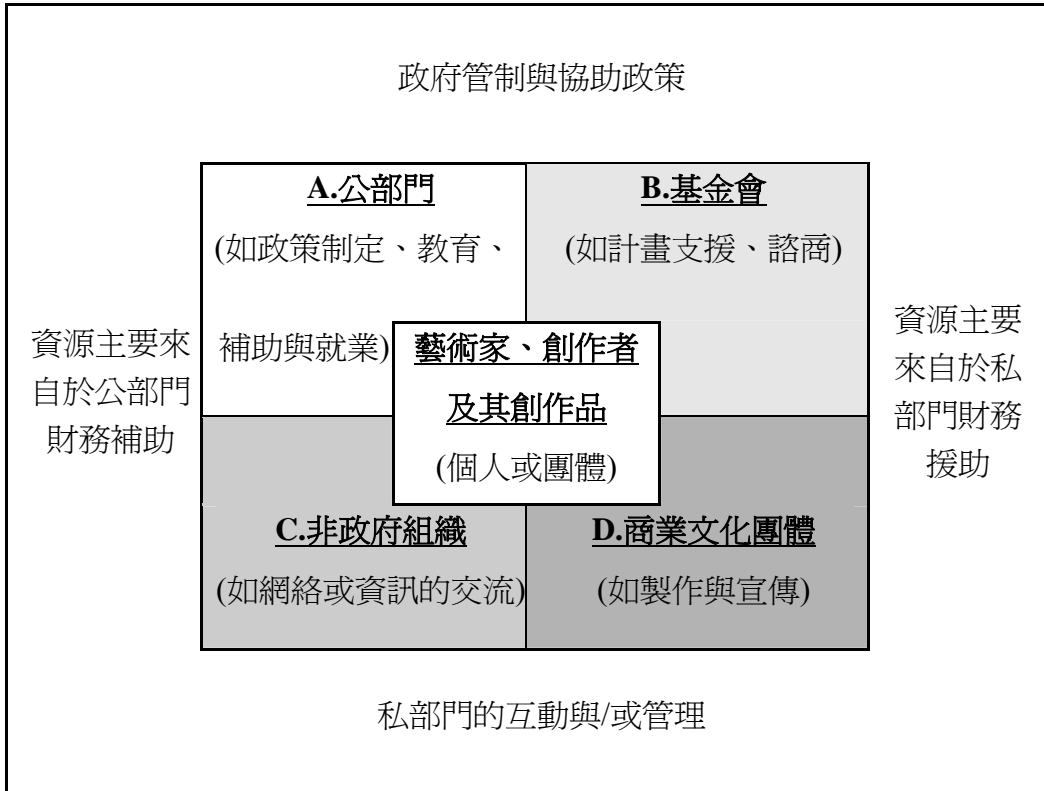 政府管制與協助政策
A.公部門
(如政策制定、教育、
補助與就業)
B.基金會
(如計畫支援、諮商)
資源主要來
自於公部門
財務補助
藝術家、創作者
及其創作品
(個人或團體)
資源主要
來自於私
部門財務
援助
C.非政府組織
(如網絡或資訊的交流)
D.商業文化團體
(如製作與宣傳)
私部門的互動與/或管理